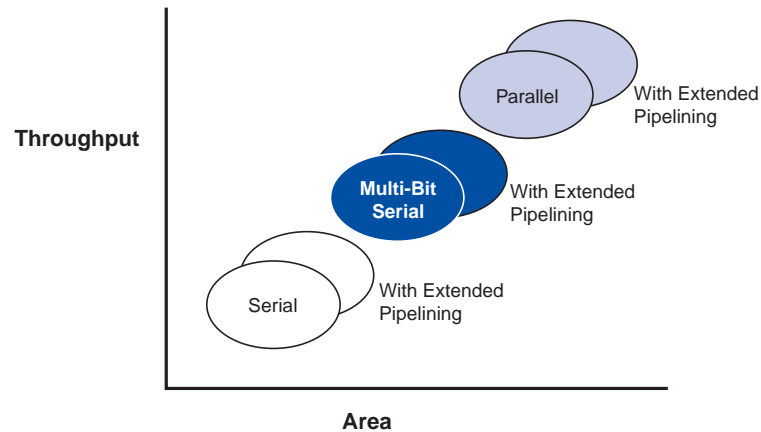 Throughput
Parallel
With Extended
Pipelining
Multi-Bit
Serial
With Extended
Pipelining
Serial
With Extended
Pipelining
Area